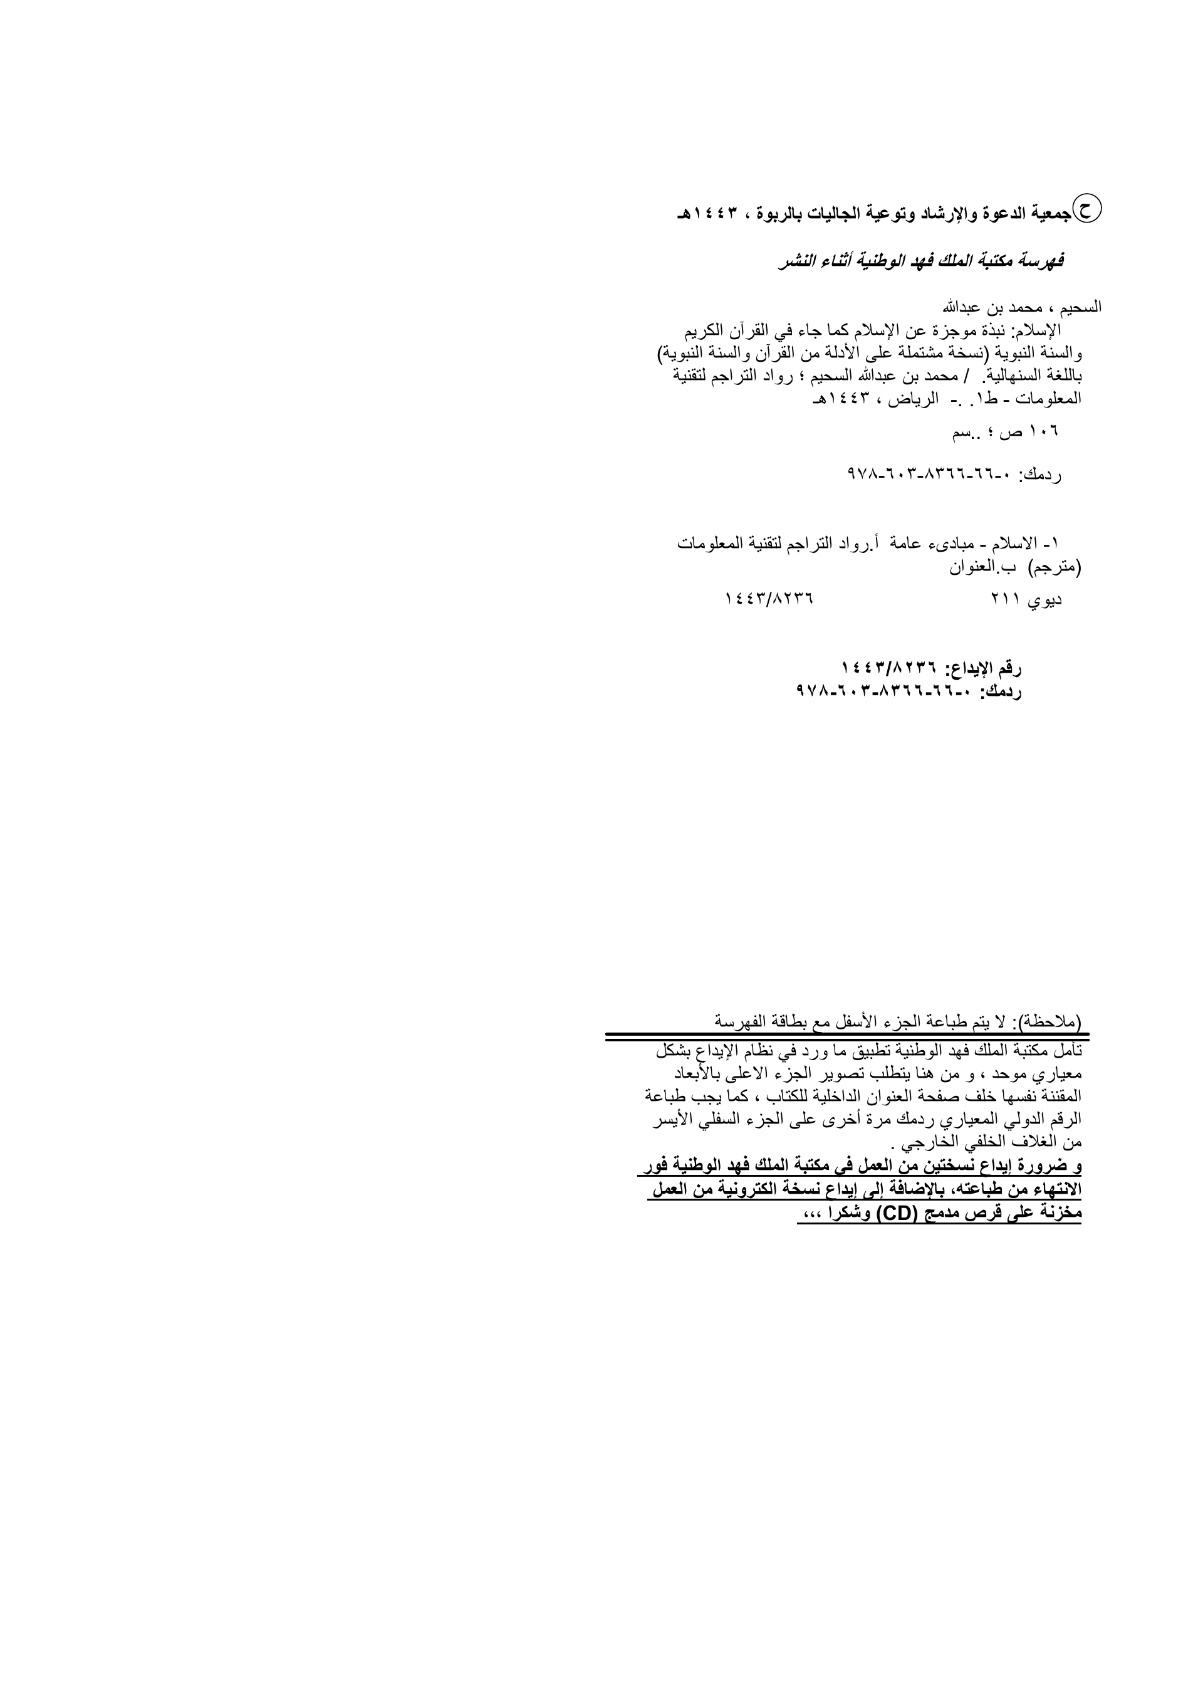 ح جمعية الدعوة والإرشاد وتوعية الجاليات بالربوة ، ١٤٤٣هـ
فهرسة مكتبة الملك فهد الوطنية أثناء النشر
السحيم ، محمد بن عبدالله
الإسلام: نبذة موجزة عن الإسلام كما جاء في القرآن الكريم
والسنة النبوية (نسخة مشتملة على الأدلة من القرآن والسنة النبوية)
باللغة السنهالية. / محمد بن عبدالله السحيم ؛ رواد التراجم لتقنية
المعلومات - ط١. .- الرياض ، ١٤٤٣هـ
١٠٦ ص ؛ ..سم
ردمك: ٠-٦٦-٨٣٦٦-٦٠٣-٩٧٨
١- الاسلام - مبادىء عامة أ.رواد التراجم لتقنية المعلومات
(مترجم) ب.العنوان
ديوي ٢١١ ١٤٤٣/٨٢٣٦
رقم الإيداع: ١٤٤٣/٨٢٣٦
ردمك: ٠-٦٦-٨٣٦٦-٦٠٣-٩٧٨
(ملاحظة): لا يتم طباعة الجزء الأسفل مع بطاقة الفهرسة
تأمل مكتبة الملك فهد الوطنية تطبيق ما ورد في نظام الإيداع بشكل
معياري موحد ، و من هنا يتطلب تصوير الجزء الاعلى بالأبعاد
المقننة نفسها خلف صفحة العنوان الداخلية للكتاب ، كما يجب طباعة
الرقم الدولي المعياري ردمك مرة أخرى على الجزء السفلي الأيسر
من الغلاف الخلفي الخارجي .
و ضرورة إيداع نسختين من العمل في مكتبة الملك فهد الوطنية فور
الانتهاء من طباعته، بالإضافة إلى إيداع نسخة الكترونية من العمل
مخزنة على قرص مدمج (CD) وشكرا ،،،